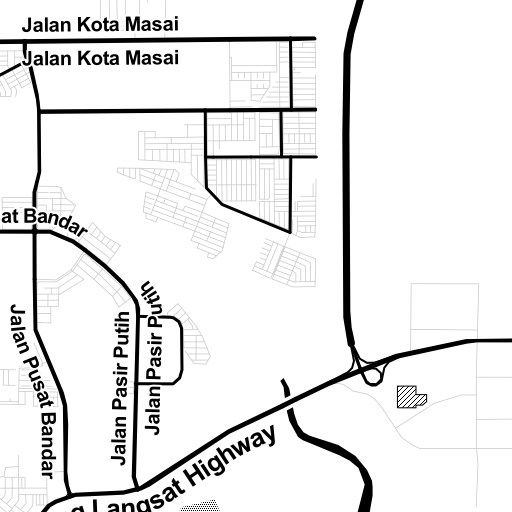 Jalan Kota Masai
Jalan Kota Masai
at Bandar
Jalan Pasir Putih
Jalan Pasir Putih
Jalan Pusat Bandar
g Langsat Highway